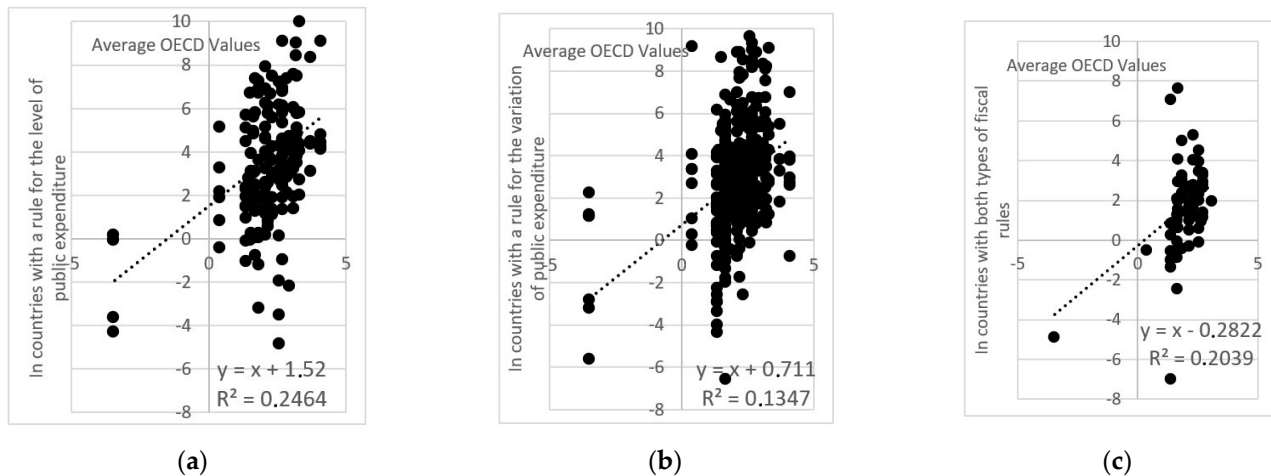 In countries with a rule for the level of
public expenditure
Average OECD Values
10
8
6
4
2
0
-2
-4
-6
-8
-5
0
5
y = x + 1.52
R² = 0.2464
(a)
In countries with a rule for the variation
of public expenditure
Average OECD Values
10
8
6
4
2
0
-2
-4
-6
-8
-5
0
5
y = x + 0.711
R² = 0.1347
(b)
In countries with both types of fiscal
rules
Average OECD Values
10
8
6
4
2
0
-2
-4
-6
-8
-5
0
5
y = x - 0.2822
R² = 0.2039
(c)